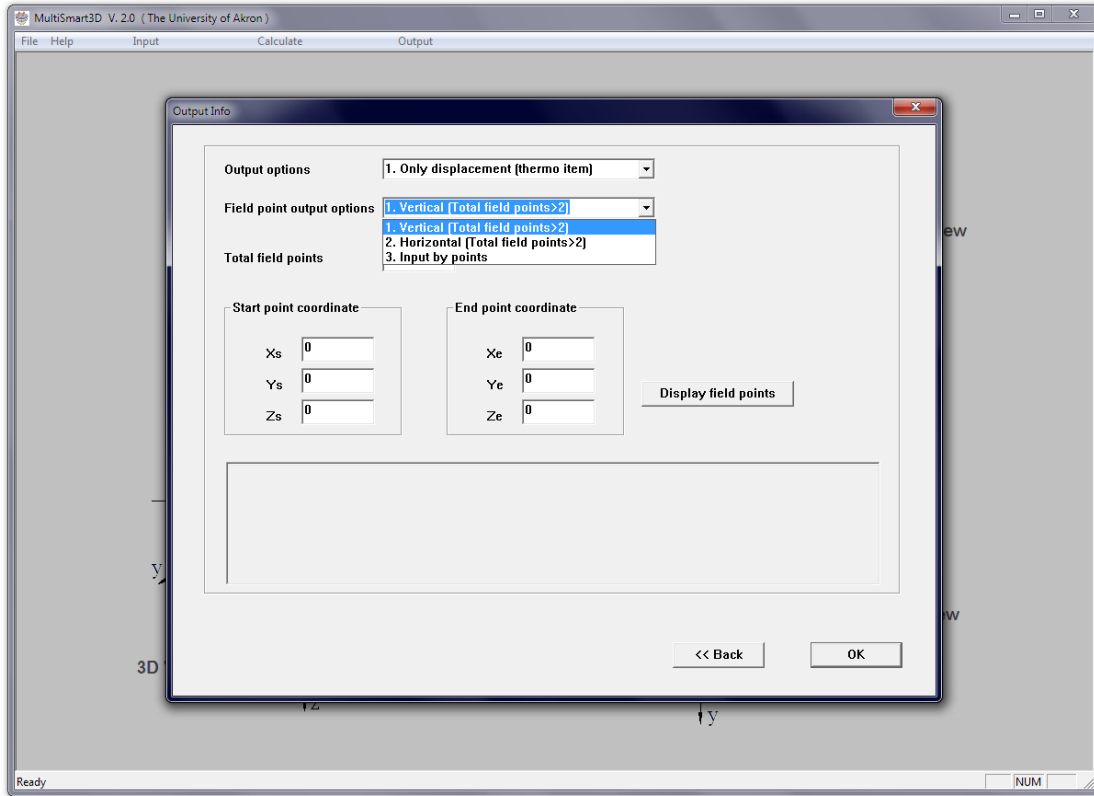 MultiSmart3D V. 2.0 ( The University of Akron )
File Help Input Calculate Output
Output Info
Output options 1. Only displacement (thermo item)
Field point output options 1. Vertical (Total field points>2)
1. Vertical (Total field points>2)
2. Horizontal (Total field points>2)
3. Input by points
Total field points
Start point coordinate End point coordinate
Xs 0 Xe 0
Ys 0 Ye 0
Display field points
Zs 0 Ze 0
ew
y
ew
<< Back OK
3D
z
y
Ready NUM